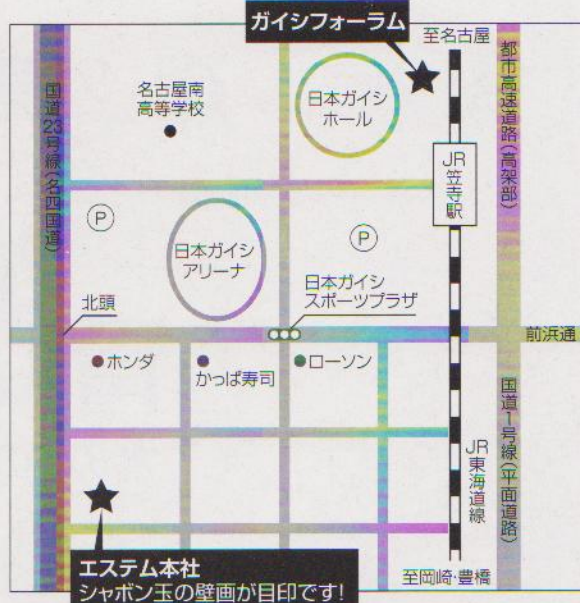 ガイシフォーラム
至名古屋
名古屋南
高等学校
日本ガイシ
ホール
都市高速道路(高架部)
国道23号線(名四国道)
JR
笠寺駅
P
日本ガイシ
アリーナ
P
北頭
日本ガイシ
スポーツプラザ
前浜通
ホンダ
かっぱ寿司
ローソン
国道1号線(平面道路)
JR
東海道線
エステム本社
シャボン玉の壁画が目印です!
至岡崎・豊橋